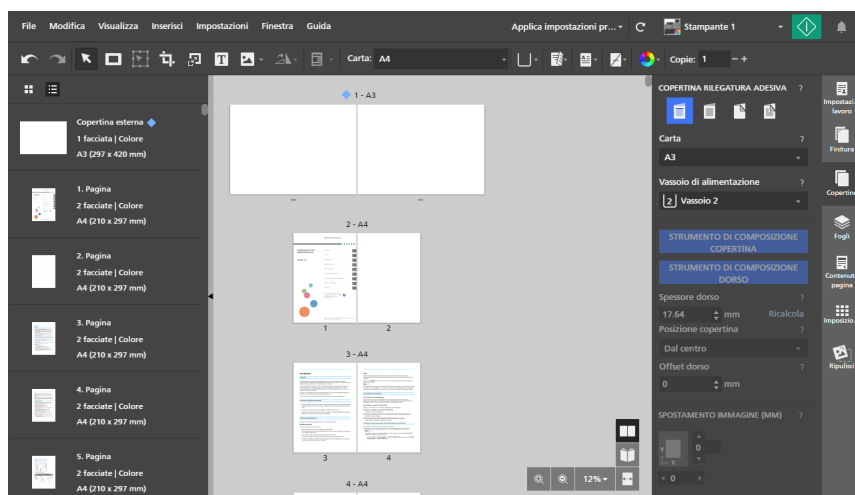 File Modifica Visualizza Inserisci Impostazioni Finestra Guida
Applica impostazioni pr...
Stampante 1
Carta: A4
Copie: 1
Copertina esterna
1 facciata | Colore
A3 (297 x 420 mm)
1. Pagina
2 facciate | Colore
A4 (210 x 297 mm)
2. Pagina
2 facciate | Colore
A4 (210 x 297 mm)
3. Pagina
2 facciate | Colore
A4 (210 x 297 mm)
4. Pagina
2 facciate | Colore
A4 (210 x 297 mm)
5. Pagina
2 facciate | Colore
A4 (210 x 297 mm)
1 - A3
--
--
2 - A4
1
2
3 - A4
3
4
4 - A4
12%
COPERTINA RILEGATURA ADESIVA ?
Carta ?
A3
Vassoio di alimentazione ?
2 Vassoio 2
STRUMENTO DI COMPOSIZIONE
COPERTINA
STRUMENTO DI COMPOSIZIONE
DORSO
Spessore dorso ?
17.64 mm Ricalcola
Posizione copertina ?
Dal centro
Offset dorso ?
0 mm
SPOSTAMENTO IMMAGINE (MM) ?
Y
X
0
0
Impostazi.
lavoro
Finitura
Copertine
Fogli
Contenut
pagina
Imposizio.
Ripulisci